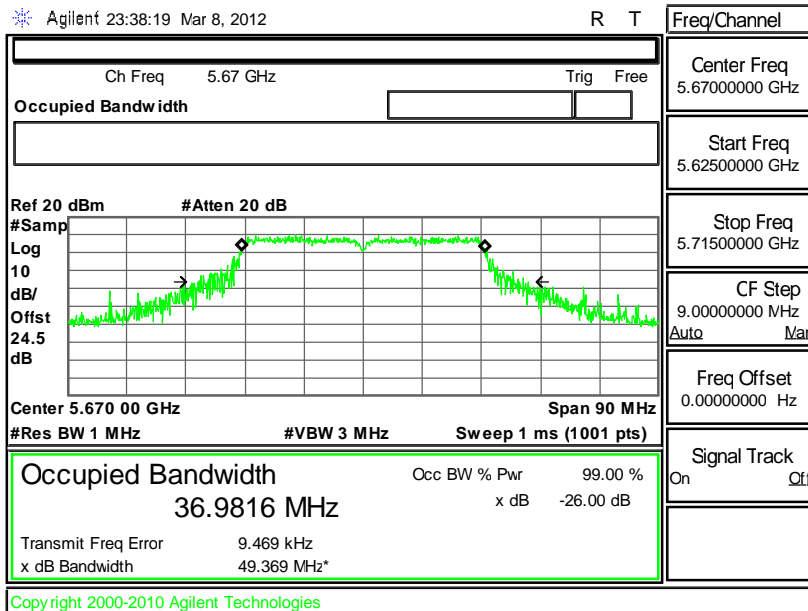 Agilent 23:38:19 Mar 8, 2012 R T
Freq/Channel
Ch Freq 5.67 GHz Trig Free
Occupied Bandwidth
Center Freq
5.67000000 GHz
Start Freq
5.62500000 GHz
Stop Freq
5.71500000 GHz
CF Step
9.00000000 MHz
Auto Man
Freq Offset
0.00000000 Hz
Signal Track
On Off
Ref 20 dBm #Atten 20 dB
#Samp
Log
10
dB/
Offst
24.5
dB
Center 5.670 00 GHz Span 90 MHz
#Res BW 1 MHz #VBW 3 MHz Sweep 1 ms (1001 pts)
Occupied Bandwidth
36.9816 MHz
Occ BW % Pwr 99.00 %
x dB -26.00 dB
Transmit Freq Error 9.469 kHz
x dB Bandwidth 49.369 MHz*
Copyright 2000-2010 Agilent Technologies